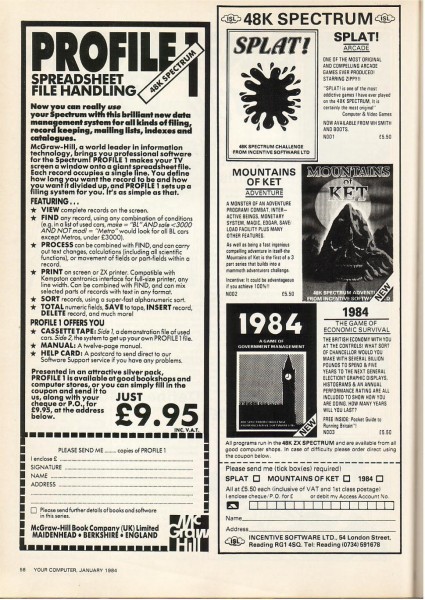 PROFILE 1
48K SPECTRUM
SPREADSHEET
FILE HANDLING
Now you can really use
your Spectrum with this brilliant new data
management system for all kinds of filing,
record keeping, mailing lists, indexes and
catalogues.
McGraw-Hill, a world leader in information
technology, brings you professional software
for the Spectrum! PROFILE 1 makes your TV
screen a window onto a giant spreadsheet file.
Each record occupies a single line. You define
how long you want the record to be and how
you want it divided up, and PROFILE 1 sets up a
filing system for you. It's as simple as that.
FEATURING...
★ VIEW complete records on the screen.
★ FIND any record, using any combination of conditions
(e.g. in a list of used cars, make = "BL" AND sale <3000
AND NOT mod = "Metro" would look for all BL cars
except Metros, under £3000).
★ PROCESS can be combined with FIND, and can carry
out text changes, calculations (including all scientific
functions), or movement of fields or part-fields within a
record.
★ PRINT on screen or ZX printer. Compatible with
Kempston centronics interface for full-size printer, any
line width. Can be combined with FIND, and can mix
selected parts of records with text in any format.
★ SORT records, using a super-fast alphanumeric sort.
★ TOTAL numeric fields, SAVE to tape, INSERT record,
DELETE record, and much more!
PROFILE 1 OFFERS YOU
★ CASSETTE TAPE: Side 1, a demonstration file of used
cars. Side 2, the system to get up your own PROFILE 1 file.
★ MANUAL: A twelve-page manual.
★ HELP CARD: A postcard to send direct to our
Software Support service if you have any problems.
Presented in an attractive silver pack,
PROFILE 1 is available at good bookshops and
computer stores, or you can simply fill in the
coupon and send it to
us, along with your
cheque or P.O., for
£9.95, at the address
below.
JUST
£9.95
INC. V.A.T.
PLEASE SEND ME ........ copies of PROFILE 1
I enclose £
SIGNATURE
NAME
ADDRESS
Please send further details of books and software
in this series.
McGraw-Hill Book Company (UK) Limited
MAIDENHEAD • BERKSHIRE • ENGLAND
Mc
Graw
Hill
58 YOUR COMPUTER, JANUARY 1984
ISL 48K SPECTRUM ISL
SPLAT!
48K SPECTRUM CHALLENGE
FROM INCENTIVE SOFTWARE LTD
SPLAT!
ARCADE
ONE OF THE MOST ORIGINAL
AND COMPELLING ARCADE
GAMES EVER PRODUCED!
STARRING ZIPPY!!
"SPLAT! is one of the most
addictive games I have ever played
on the 48K SPECTRUM, it is
certainly the most original"
Computer & Video Games
NOW AVAILABLE FROM WH SMITH
AND BOOTS.
N001 £5.50
MOUNTAINS
OF KET
ADVENTURE
A MONSTER OF AN ADVENTURE
PROGRAM! COMBAT, INTER-
ACTIVE BEINGS, MONETARY
SYSTEM, MAGIC, EDGAR, SAVE-
LOAD FACILITY PLUS MANY
OTHER FEATURES.
As well as being a fast ingenious
compelling adventure in itself the
Mountains of Ket is the first of a 3
part series that builds into a
mammoth adventurers challenge.
Incentive: It could be advantageous
if you achieve 100%!!
N002 £5.50
MOUNTAINS
of
KET
48K SPECTRUM ADVENTURE
FROM INCENTIVE SOFTWARE LTD
NEW
1984
A GAME OF
GOVERNMENT MANAGEMENT
NEW
1984
THE GAME OF
ECONOMIC SURVIVAL
THE BRITISH ECONOMY WITH YOU
AT THE CONTROLS! WHAT SORT
OF CHANCELLOR WOULD YOU
MAKE WITH SEVERAL BILLION
POUNDS TO SPEND & FIVE
YEARS TO THE NEXT GENERAL
ELECTION? GRAPHIC DISPLAYS,
HISTOGRAMS & AN ANNUAL
PERFORMANCE RATING ARE ALL
INCLUDED TO SHOW HOW YOU
ARE DOING. HOW MANY YEARS
WILL YOU LAST?
FREE INSIDE: "Pocket Guide to
Running Britain"!
N003 £5.50
All programs run in the 48K ZX SPECTRUM and are available from all
good computer shops. In case of difficulty please order direct using
the coupon below.
Please send me (tick box(es) required)
SPLAT MOUNTAINS OF KET 1984
All at £5.50 each (inclusive of VAT and 1st class postage)
I enclose cheque/P.O. for £ or debit my Access Account No.
Name
Address
ISL INCENTIVE SOFTWARE LTD., 54 London Street,
Reading RG1 4SQ. Tel: Reading (0734) 591678